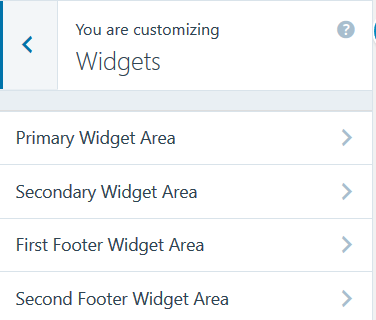 You are customizing
Widgets
Primary Widget Area
Secondary Widget Area
First Footer Widget Area
Second Footer Widget Area